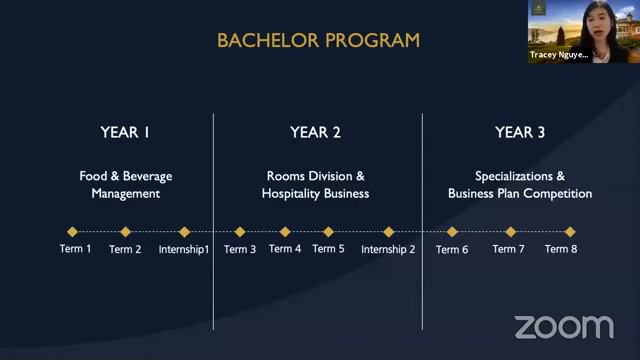 BACHELOR PROGRAM
Tracey Nguye...
YEAR 1
Food & Beverage
Management
YEAR 2
Rooms Division &
Hospitality Business
YEAR 3
Specializations &
Business Plan Competition
Term 1 Term 2 Internship1 Term 3 Term 4 Term 5 Internship 2 Term 6 Term 7 Term 8
zoom